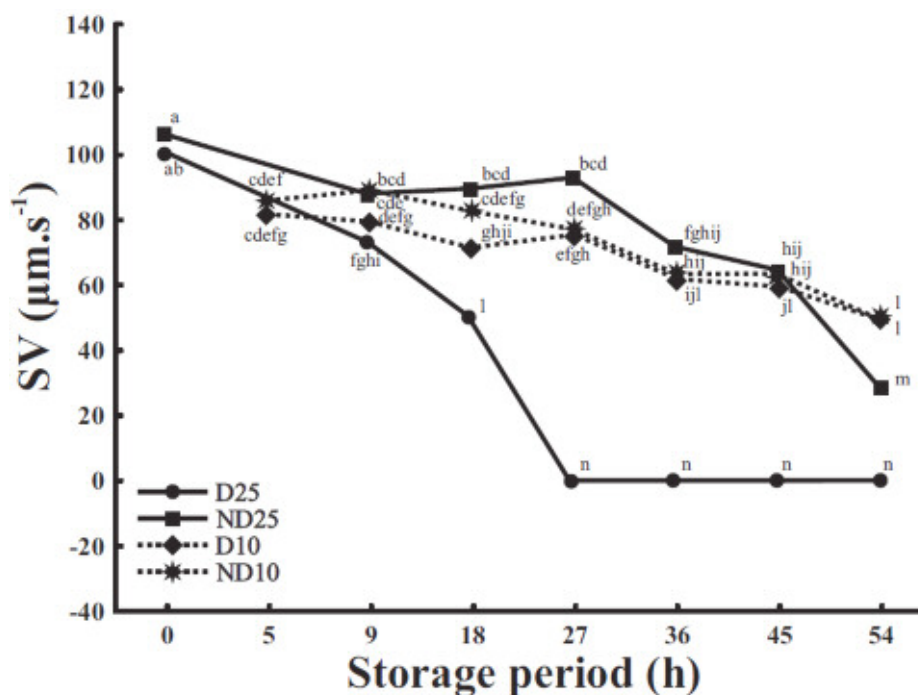 140
120
100
80
60
40
20
0
-20
-40
SV (µm.s⁻¹)
a
ab
cdef
cdefg
bcd
cde
defg
fghi
bcd
cdefg
ghji
l
bcd
defgh
efgh
n
fghij
hij
ijl
n
hij
hij
jl
n
l
l
m
n
D25
ND25
D10
ND10
0 5 9 18 27 36 45 54
Storage period (h)